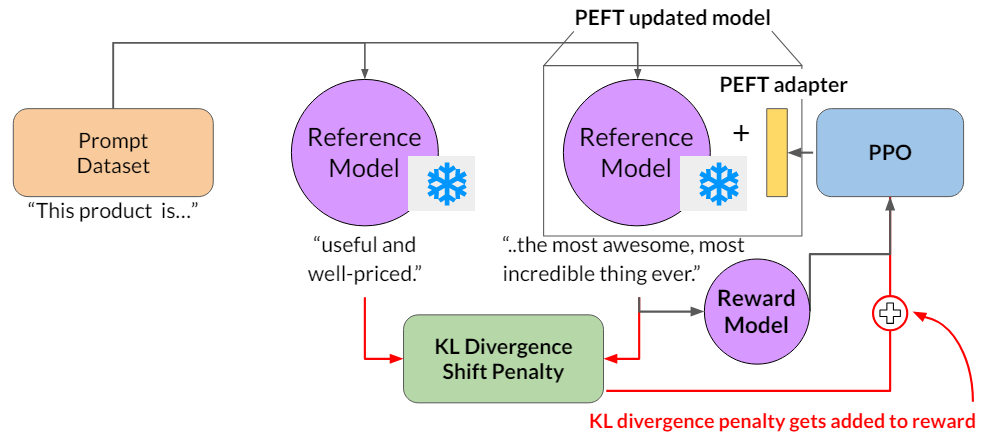 PEFT updated model
PEFT adapter
Prompt
Dataset
“This product is...”
Reference
Model
“useful and
well-priced.”
Reference
Model
+
“..the most awesome, most
incredible thing ever.”
PPO
Reward
Model
KL Divergence
Shift Penalty
KL divergence penalty gets added to reward